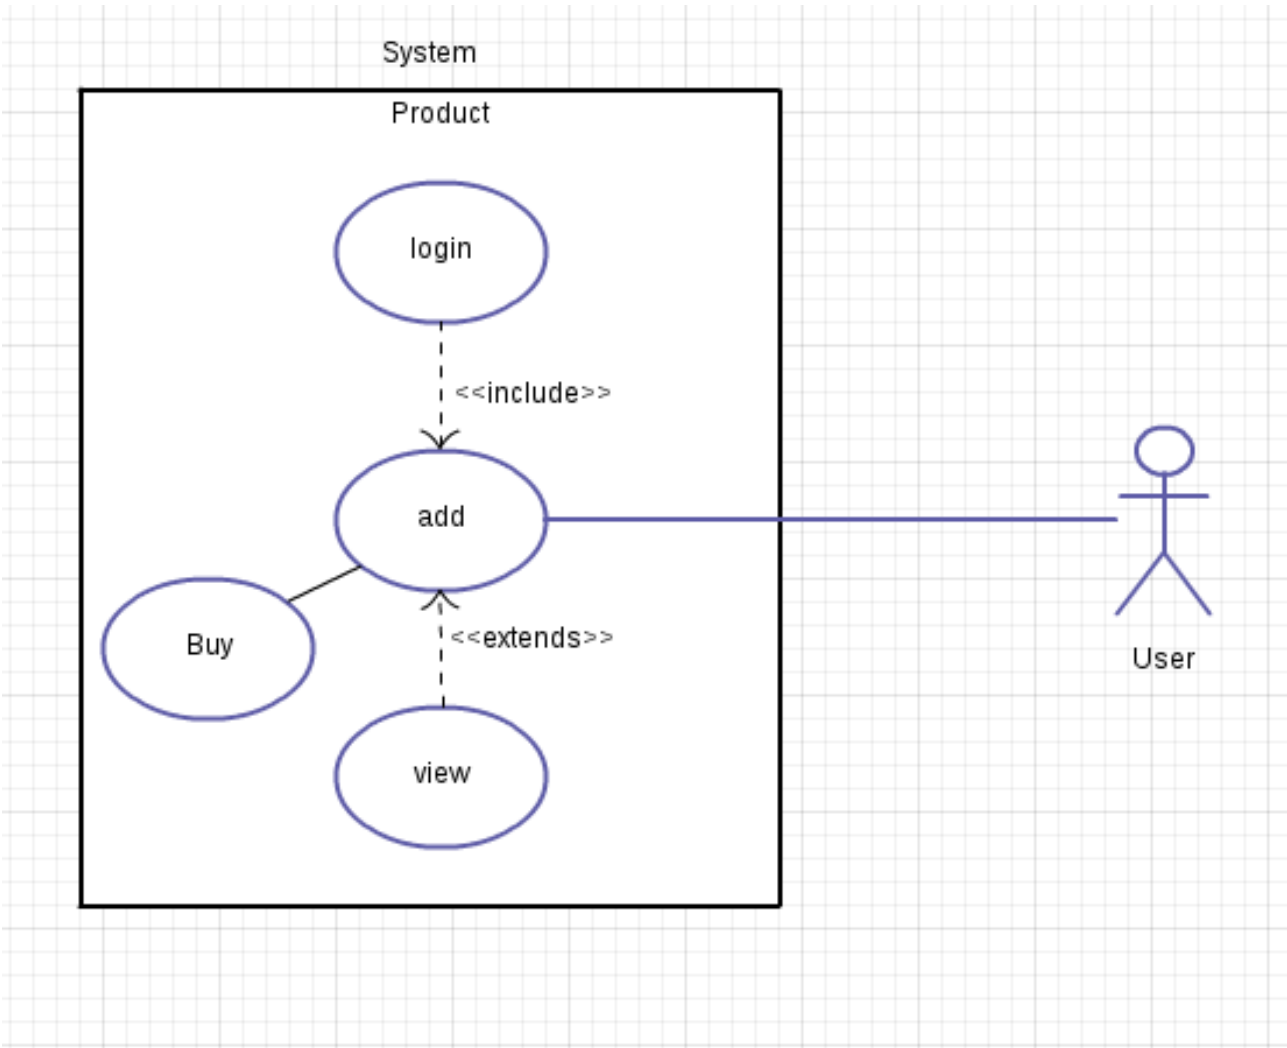 System
Product
login
<<include>>
add
Buy
<<extends>>
view
User